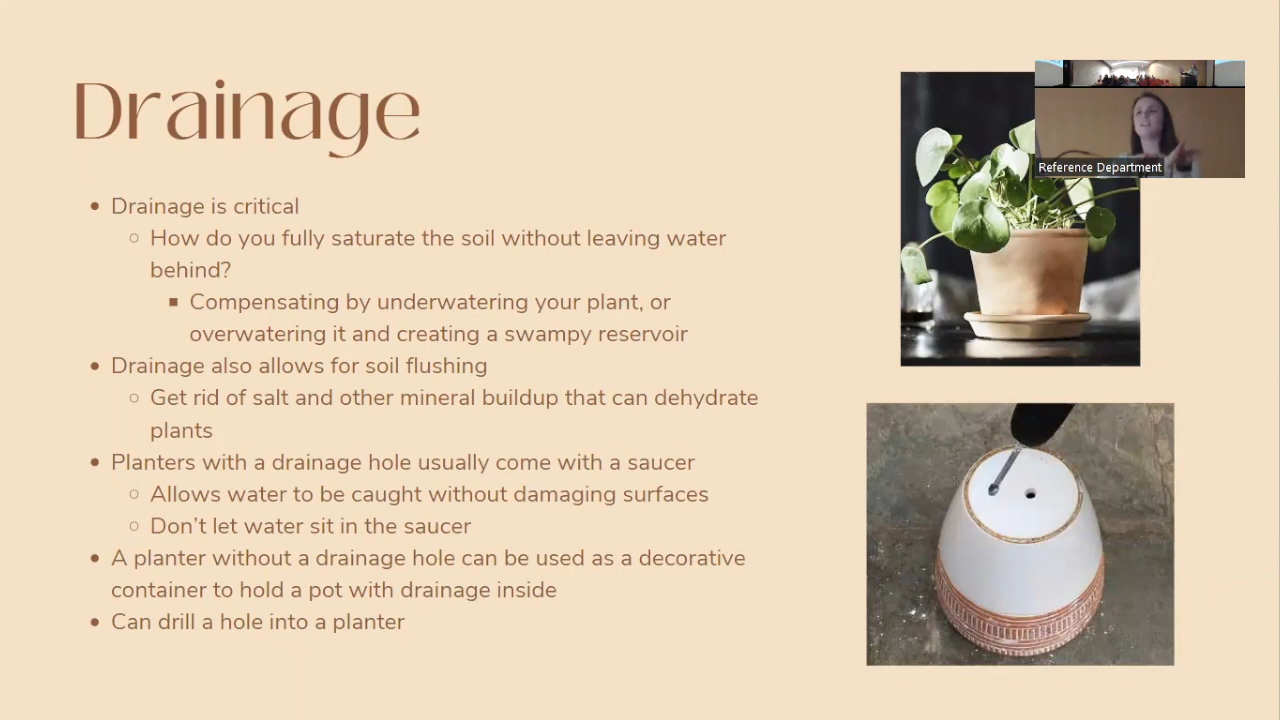 Drainage
Reference Department
Drainage is critical
How do you fully saturate the soil without leaving water
behind?
Compensating by underwatering your plant, or
overwatering it and creating a swampy reservoir
Drainage also allows for soil flushing
Get rid of salt and other mineral buildup that can dehydrate
plants
Planters with a drainage hole usually come with a saucer
Allows water to be caught without damaging surfaces
Don't let water sit in the saucer
A planter without a drainage hole can be used as a decorative
container to hold a pot with drainage inside
Can drill a hole into a planter